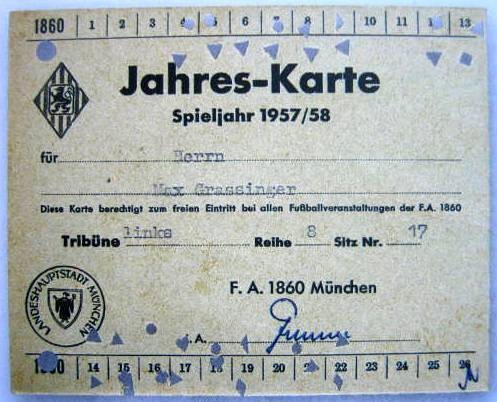 1860 1 2 3 4 5 6 7 8 9 10 11 12 13
Jahres-Karte
Spieljahr 1957/58
für Herrn
Max Grassinger
Diese Karte berechtigt zum freien Eintritt bei allen Fußballveranstaltungen der F.A. 1860
Tribüne links Reihe 8 Sitz Nr. 17
F. A. 1860 München
LANDESHAUPTSTADT MÜNCHEN
i.A.
1860 14 15 16 17 18 19 20 21 22 23 24 25 26